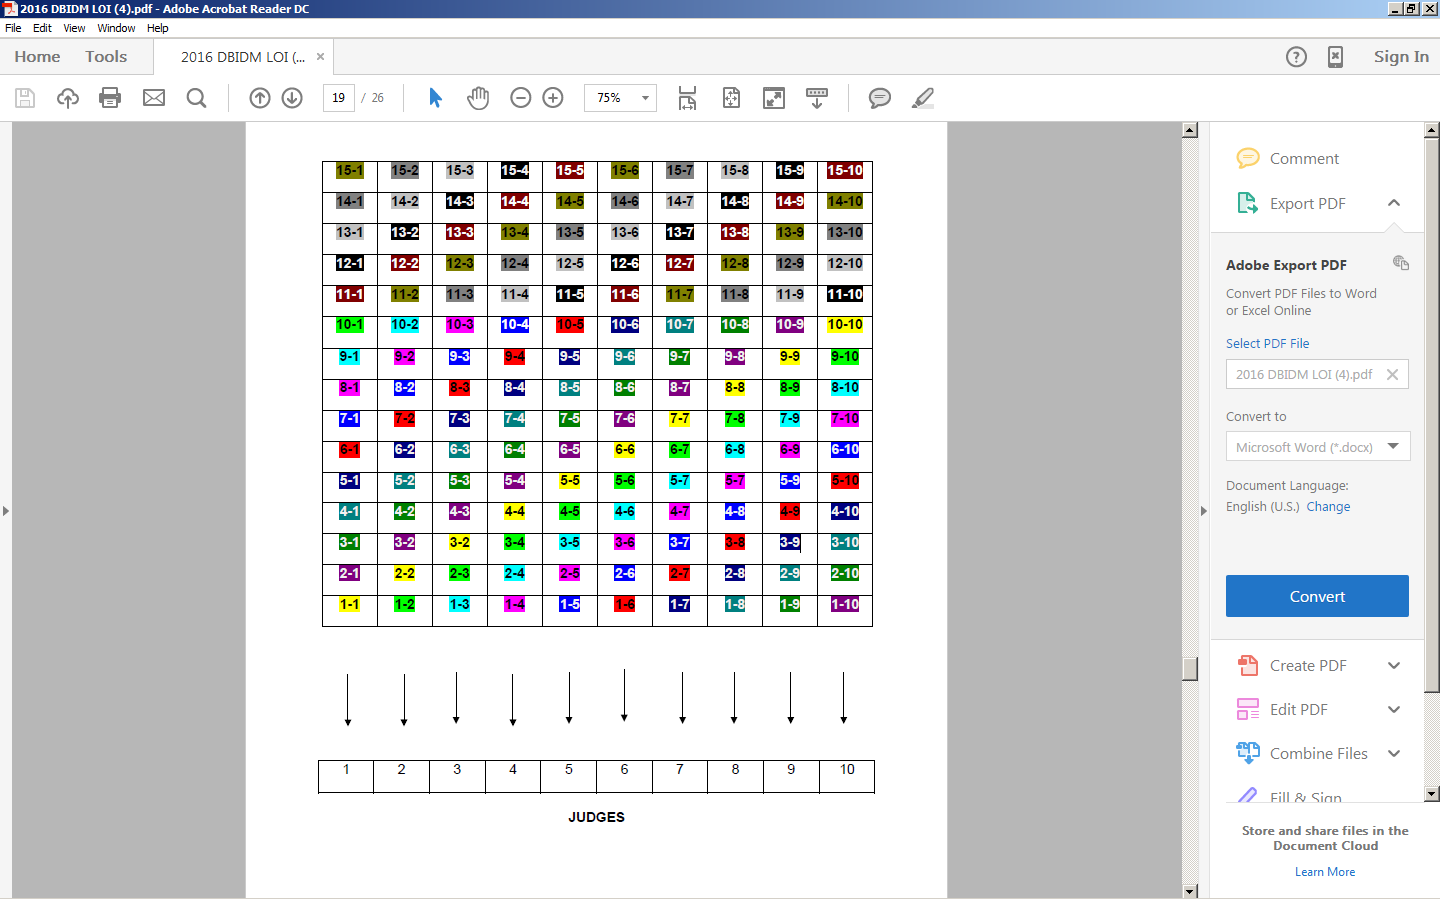 2016 DBIDM LOI (4).pdf - Adobe Acrobat Reader DC
File Edit View Window Help
Home Tools 2016 DBIDM LOI (... × Sign In
19 / 26 75%
15-1 15-2 15-3 15-4 15-5 15-6 15-7 15-8 15-9 15-10
14-1 14-2 14-3 14-4 14-5 14-6 14-7 14-8 14-9 14-10
13-1 13-2 13-3 13-4 13-5 13-6 13-7 13-8 13-9 13-10
12-1 12-2 12-3 12-4 12-5 12-6 12-7 12-8 12-9 12-10
11-1 11-2 11-3 11-4 11-5 11-6 11-7 11-8 11-9 11-10
10-1 10-2 10-3 10-4 10-5 10-6 10-7 10-8 10-9 10-10
9-1 9-2 9-3 9-4 9-5 9-6 9-7 9-8 9-9 9-10
8-1 8-2 8-3 8-4 8-5 8-6 8-7 8-8 8-9 8-10
7-1 7-2 7-3 7-4 7-5 7-6 7-7 7-8 7-9 7-10
6-1 6-2 6-3 6-4 6-5 6-6 6-7 6-8 6-9 6-10
5-1 5-2 5-3 5-4 5-5 5-6 5-7 5-7 5-9 5-10
4-1 4-2 4-3 4-4 4-5 4-6 4-7 4-8 4-9 4-10
3-1 3-2 3-2 3-4 3-5 3-6 3-7 3-8 3-9 3-10
2-1 2-2 2-3 2-4 2-5 2-6 2-7 2-8 2-9 2-10
1-1 1-2 1-3 1-4 1-5 1-6 1-7 1-8 1-9 1-10
1 2 3 4 5 6 7 8 9 10
JUDGES
Comment
Export PDF
Adobe Export PDF
Convert PDF Files to Word
or Excel Online
Select PDF File
2016 DBIDM LOI (4).pdf
Convert to
Microsoft Word (*.docx)
Document Language:
English (U.S.) Change
Convert
Create PDF
Edit PDF
Combine Files
Fill & Sign
Store and share files in the
Document Cloud
Learn More